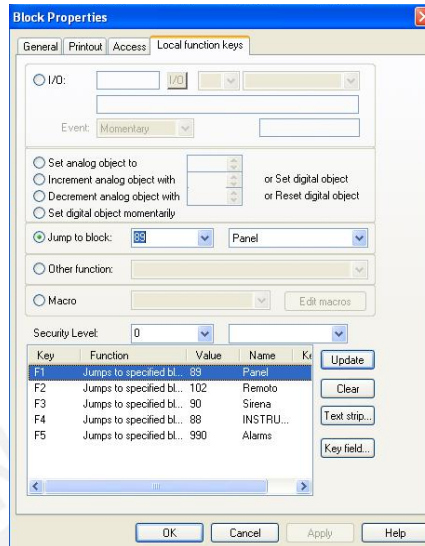 Block Properties
General Printout Access Local function keys
I/O: I/O
Event: Momentary
Set analog object to
Increment analog object with or Set digital object
Decrement analog object with or Reset digital object
Set digital object momentarily
Jump to block: 89 Panel
Other function:
Macro Edit macros
Security Level: 0
Key Function Value Name Ke
F1 Jumps to specified bl... 89 Panel
F2 Jumps to specified bl... 102 Remoto
F3 Jumps to specified bl... 90 Sirena
F4 Jumps to specified bl... 88 INSTRU...
F5 Jumps to specified bl... 990 Alarms
Update
Clear
Text strip...
Key field...
OK Cancel Apply Help